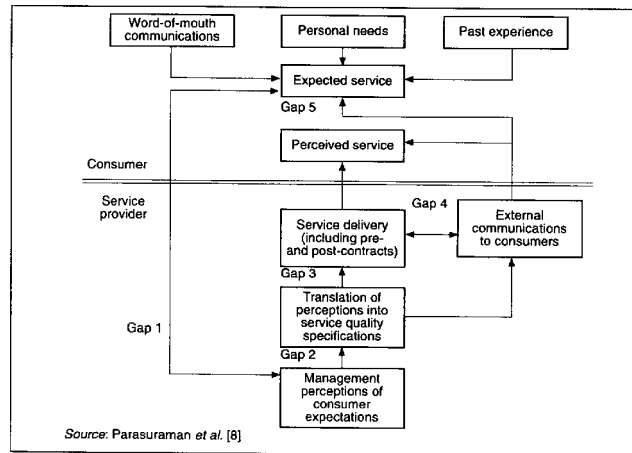 Word-of-mouth
communications
Personal needs
Past experience
Expected service
Gap 5
Perceived service
Consumer
Service
provider
Gap 4
Service delivery
(including pre-
and post-contracts)
External
communications
to consumers
Gap 3
Translation of
perceptions into
service quality
specifications
Gap 1
Gap 2
Management
perceptions of
consumer
expectations
Source: Parasuraman et al. [8]